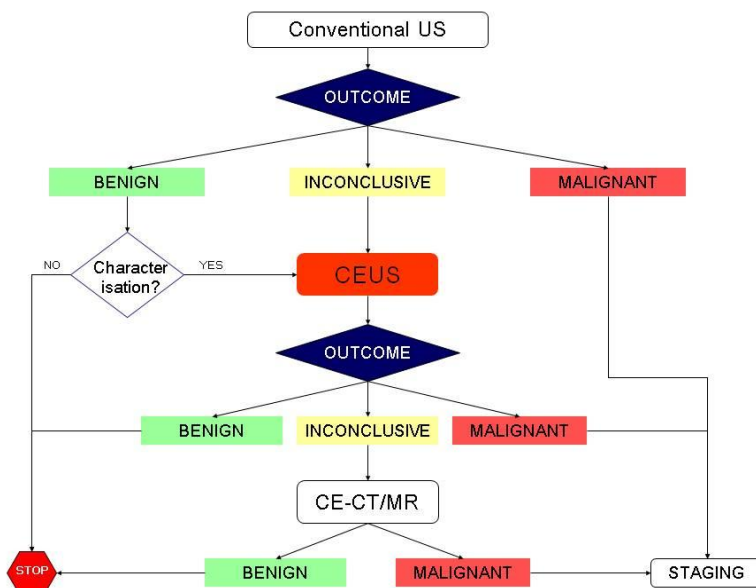 Conventional US
OUTCOME
BENIGN
INCONCLUSIVE
MALIGNANT
NO
Character
isation?
YES
CEUS
OUTCOME
BENIGN
INCONCLUSIVE
MALIGNANT
CE-CT/MR
STOP
BENIGN
MALIGNANT
STAGING